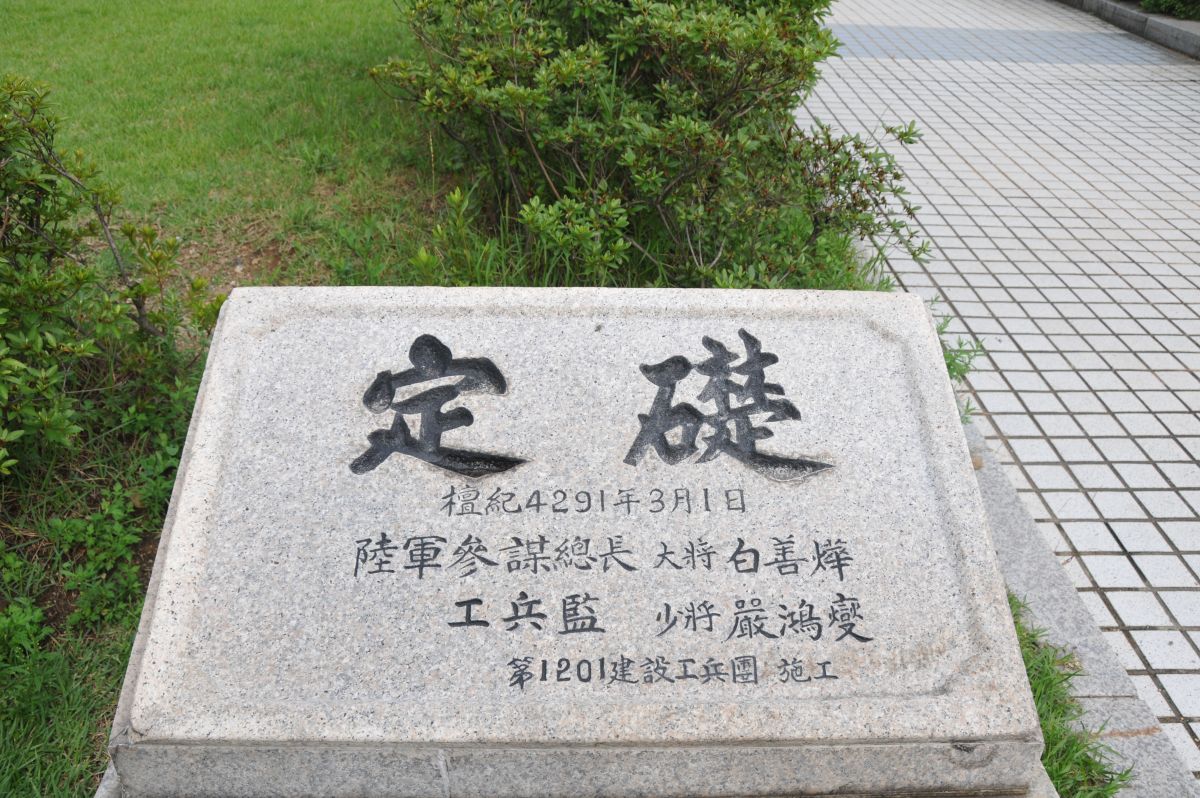 定礎
檀紀4291年3月1日
陸軍參謀總長 大將 白善燁
工兵監 少將 嚴鴻燮
第1201建設工兵團 施工